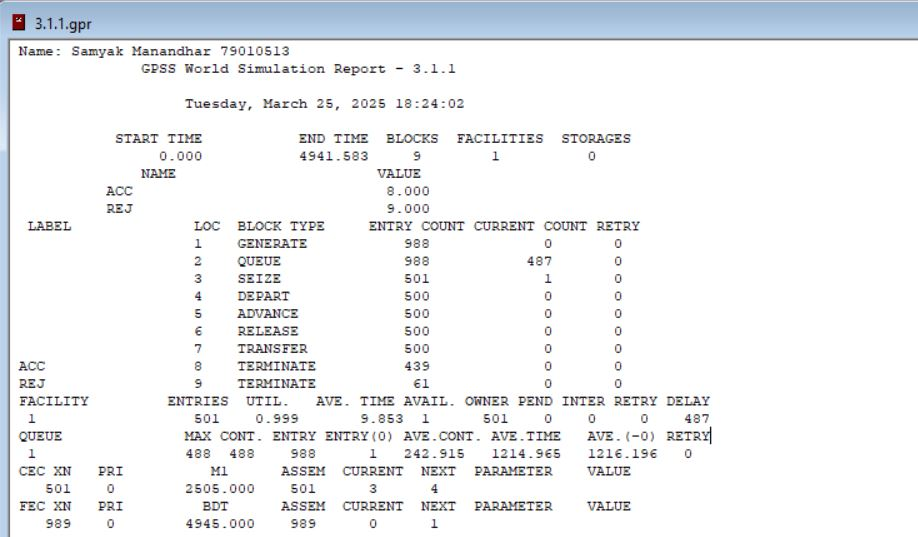 3.1.1.gpr
Name: Samyak Manandhar 79010513
GPSS World Simulation Report - 3.1.1
Tuesday, March 25, 2025 18:24:02
START TIME END TIME BLOCKS FACILITIES STORAGES
0.000 4941.583 9 1 0
NAME VALUE
ACC 8.000
REJ 9.000
LABEL LOC BLOCK TYPE ENTRY COUNT CURRENT COUNT RETRY
1 GENERATE 988 0 0
2 QUEUE 988 487 0
3 SEIZE 501 1 0
4 DEPART 500 0 0
5 ADVANCE 500 0 0
6 RELEASE 500 0 0
7 TRANSFER 500 0 0
ACC 8 TERMINATE 439 0 0
REJ 9 TERMINATE 61 0 0
FACILITY ENTRIES UTIL. AVE. TIME AVAIL. OWNER PEND INTER RETRY DELAY
1 501 0.999 9.853 1 501 0 0 0 487
QUEUE MAX CONT. ENTRY ENTRY(0) AVE.CONT. AVE.TIME AVE.(-0) RETRY
1 488 488 988 1 242.915 1214.965 1216.196 0
CEC XN PRI M1 ASSEM CURRENT NEXT PARAMETER VALUE
501 0 2505.000 501 3 4
FEC XN PRI BDT ASSEM CURRENT NEXT PARAMETER VALUE
989 0 4945.000 989 0 1